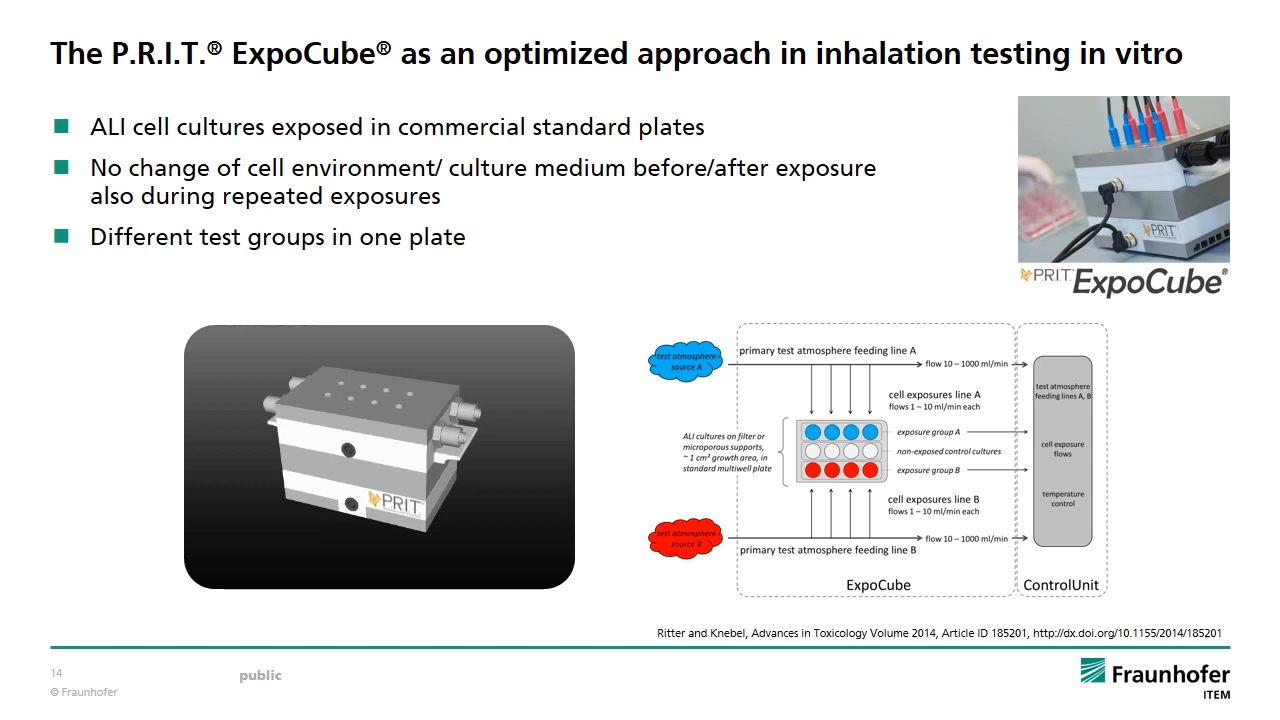 The P.R.I.T.® ExpoCube® as an optimized approach in inhalation testing in vitro
ALI cell cultures exposed in commercial standard plates
No change of cell environment/ culture medium before/after exposure
also during repeated exposures
Different test groups in one plate
PRIT
PRIT® ExpoCube®
PRIT
test atmosphere
source A
primary test atmosphere feeding line A
flow 10 – 1000 ml/min
cell exposures line A
flows 1 – 10 ml/min each
ALI cultures on filter or
microporous supports,
~ 1 cm² growth area, in
standard multiwell plate
exposure group A
non-exposed control cultures
exposure group B
cell exposures line B
flows 1 – 10 ml/min each
test atmosphere
source B
flow 10 – 1000 ml/min
primary test atmosphere feeding line B
test atmosphere
feeding lines A, B
cell exposure
flows
temperature
control
ExpoCube
ControlUnit
Ritter and Knebel, Advances in Toxicology Volume 2014, Article ID 185201, http://dx.doi.org/10.1155/2014/185201
14
public
© Fraunhofer
Fraunhofer
ITEM